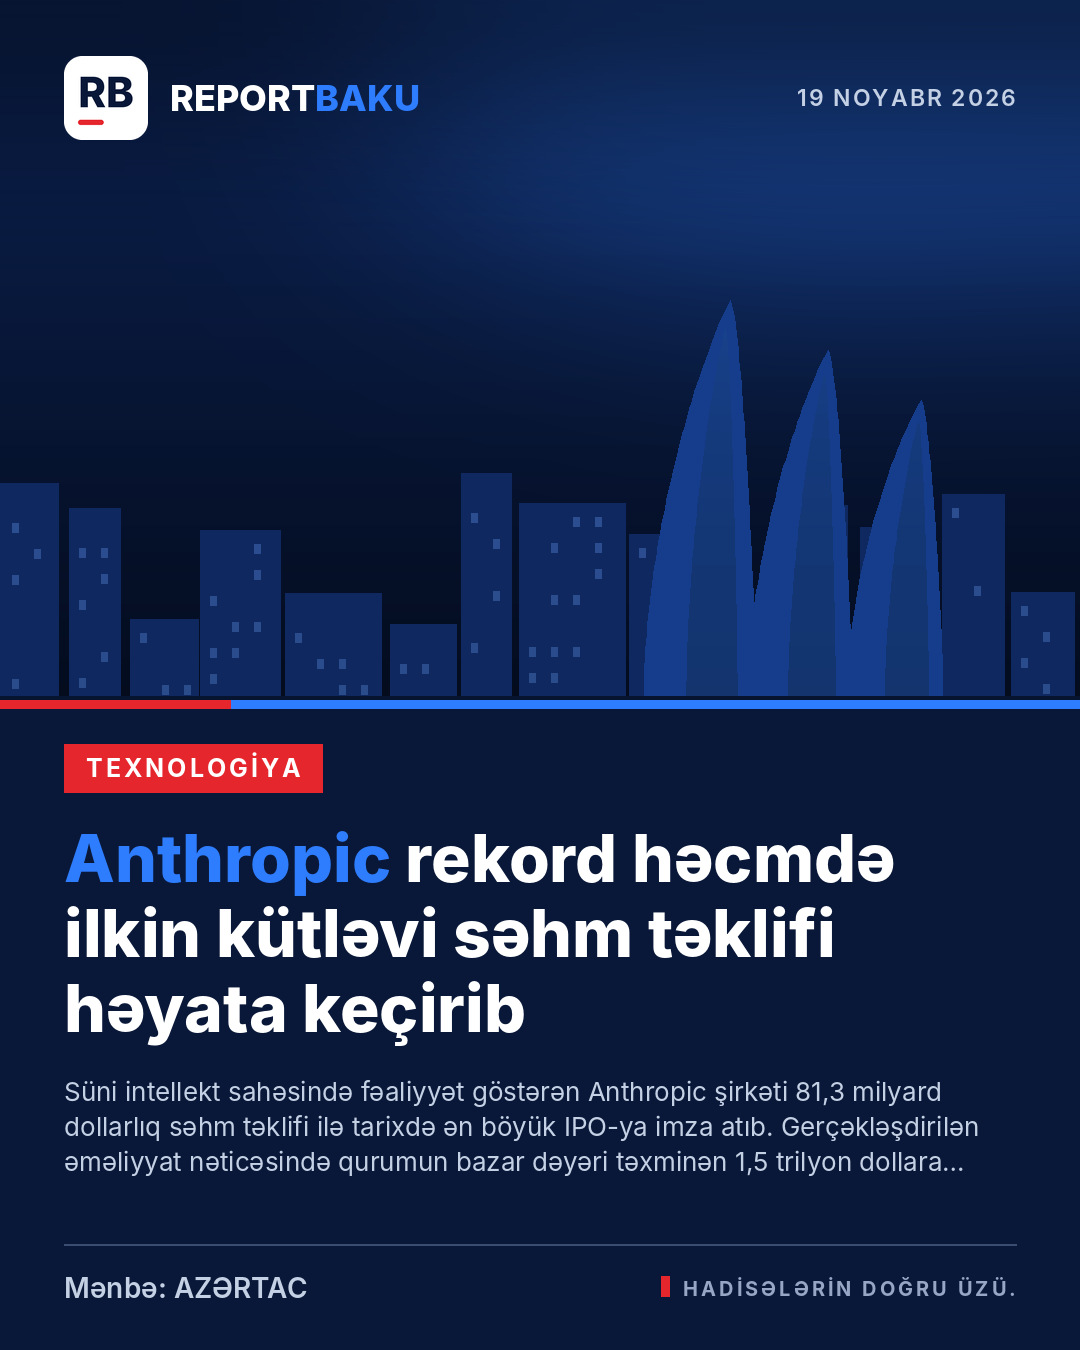 RB
REPORTBAKU
19 NOYABR 2026
TEXNOLOGİYA
Anthropic rekord həcmdə
ilkin kütləvi səhm təklifi
həyata keçirib
Süni intellekt sahəsində fəaliyyət göstərən Anthropic şirkəti 81,3 milyard
dollarlıq səhm təklifi ilə tarixdə ən böyük IPO-ya imza atıb. Gerçəkləşdirilən
əməliyyat nəticəsində qurumun bazar dəyəri təxminən 1,5 trilyon dollara...
Mənbə: AZƏRTAC
HADİSƏLƏRİN DOĞRU ÜZÜ.